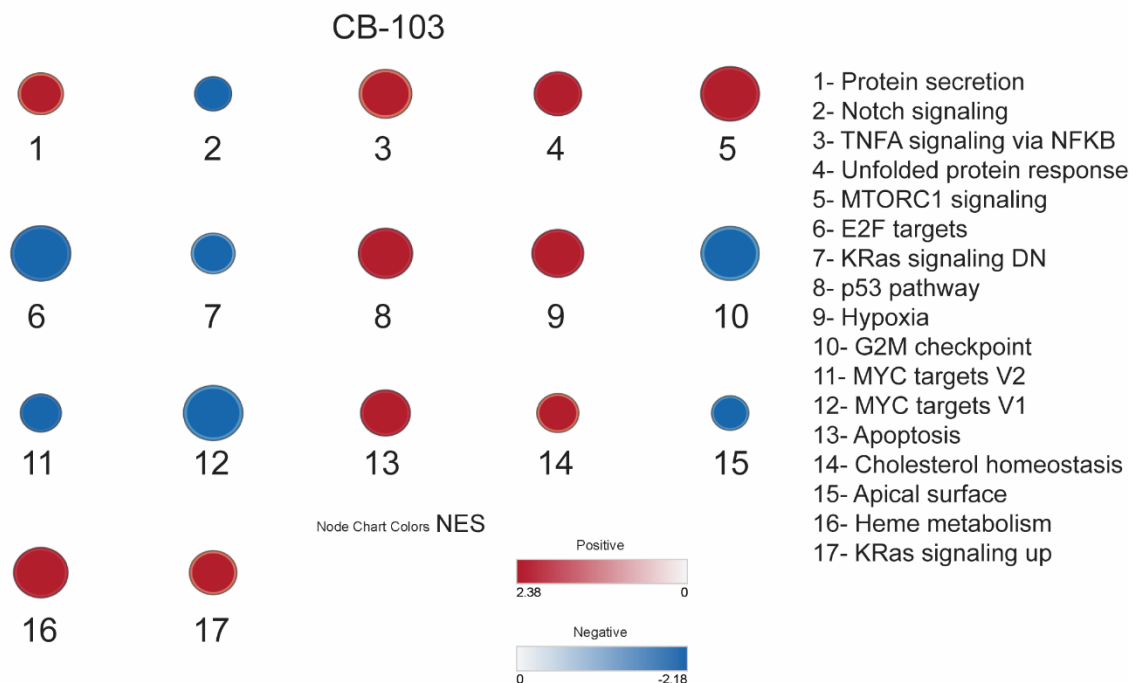 CB-103
1 2 3 4 5
6 7 8 9 10
11 12 13 14 15
16 17
1- Protein secretion
2- Notch signaling
3- TNFA signaling via NFKB
4- Unfolded protein response
5- MTORC1 signaling
6- E2F targets
7- KRas signaling DN
8- p53 pathway
9- Hypoxia
10- G2M checkpoint
11- MYC targets V2
12- MYC targets V1
13- Apoptosis
14- Cholesterol homeostasis
15- Apical surface
16- Heme metabolism
17- KRas signaling up
Node Chart Colors NES
Positive
2.38 0
Negative
0 -2.18